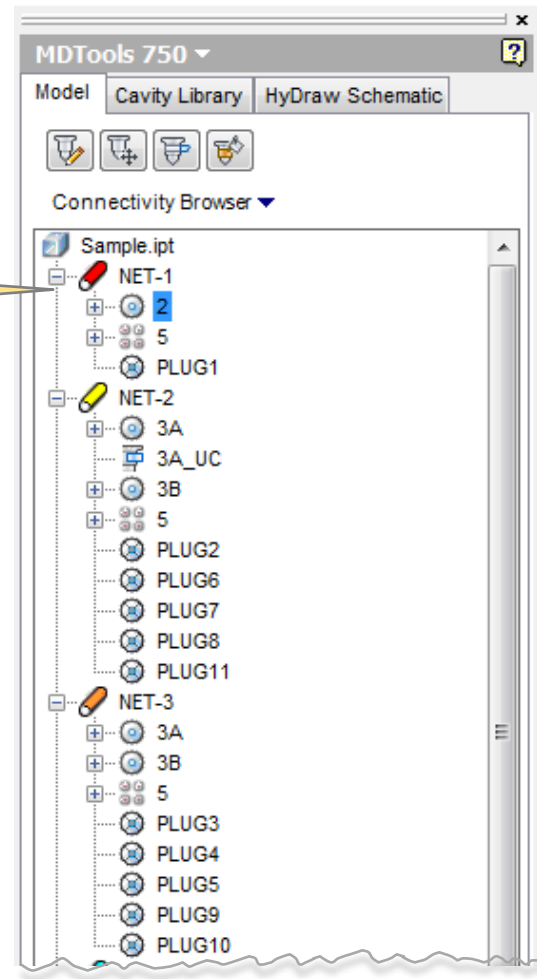 MDTools 750
Model Cavity Library HyDraw Schematic
Connectivity Browser
Sample.ipt
NET-1
2
5
PLUG1
NET-2
3A
3A_UC
3B
5
PLUG2
PLUG6
PLUG7
PLUG8
PLUG11
NET-3
3A
3B
5
PLUG3
PLUG4
PLUG5
PLUG9
PLUG10